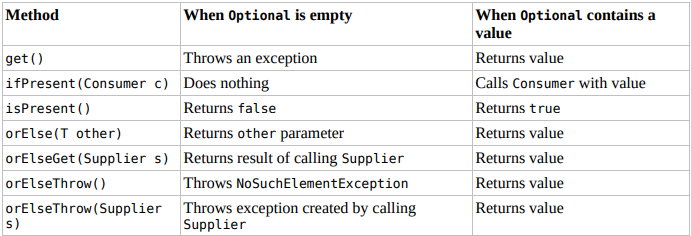 Method When Optional is empty When Optional contains a
value
get() Throws an exception Returns value
ifPresent(Consumer c) Does nothing Calls Consumer with value
isPresent() Returns false Returns true
orElse(T other) Returns other parameter Returns value
orElseGet(Supplier s) Returns result of calling Supplier Returns value
orElseThrow() Throws NoSuchElementException Returns value
orElseThrow(Supplier Throws exception created by calling Returns value
s) Supplier